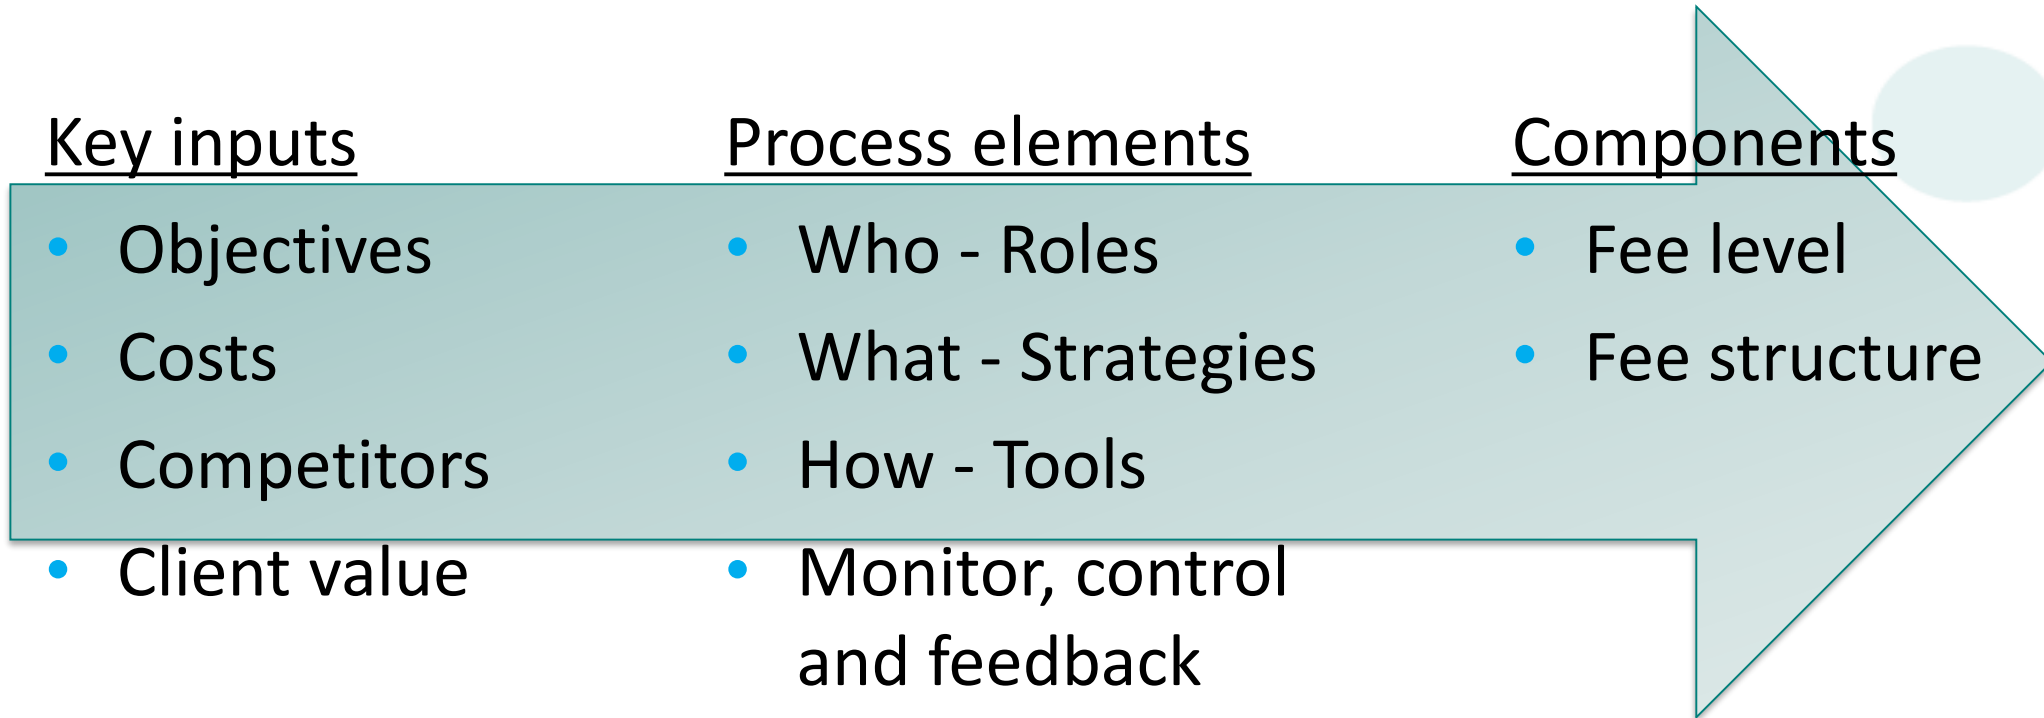 Key inputs
• Objectives
• Costs
• Competitors
• Client value
Process elements
• Who - Roles
• What - Strategies
• How - Tools
• Monitor, control
and feedback
Components
• Fee level
• Fee structure